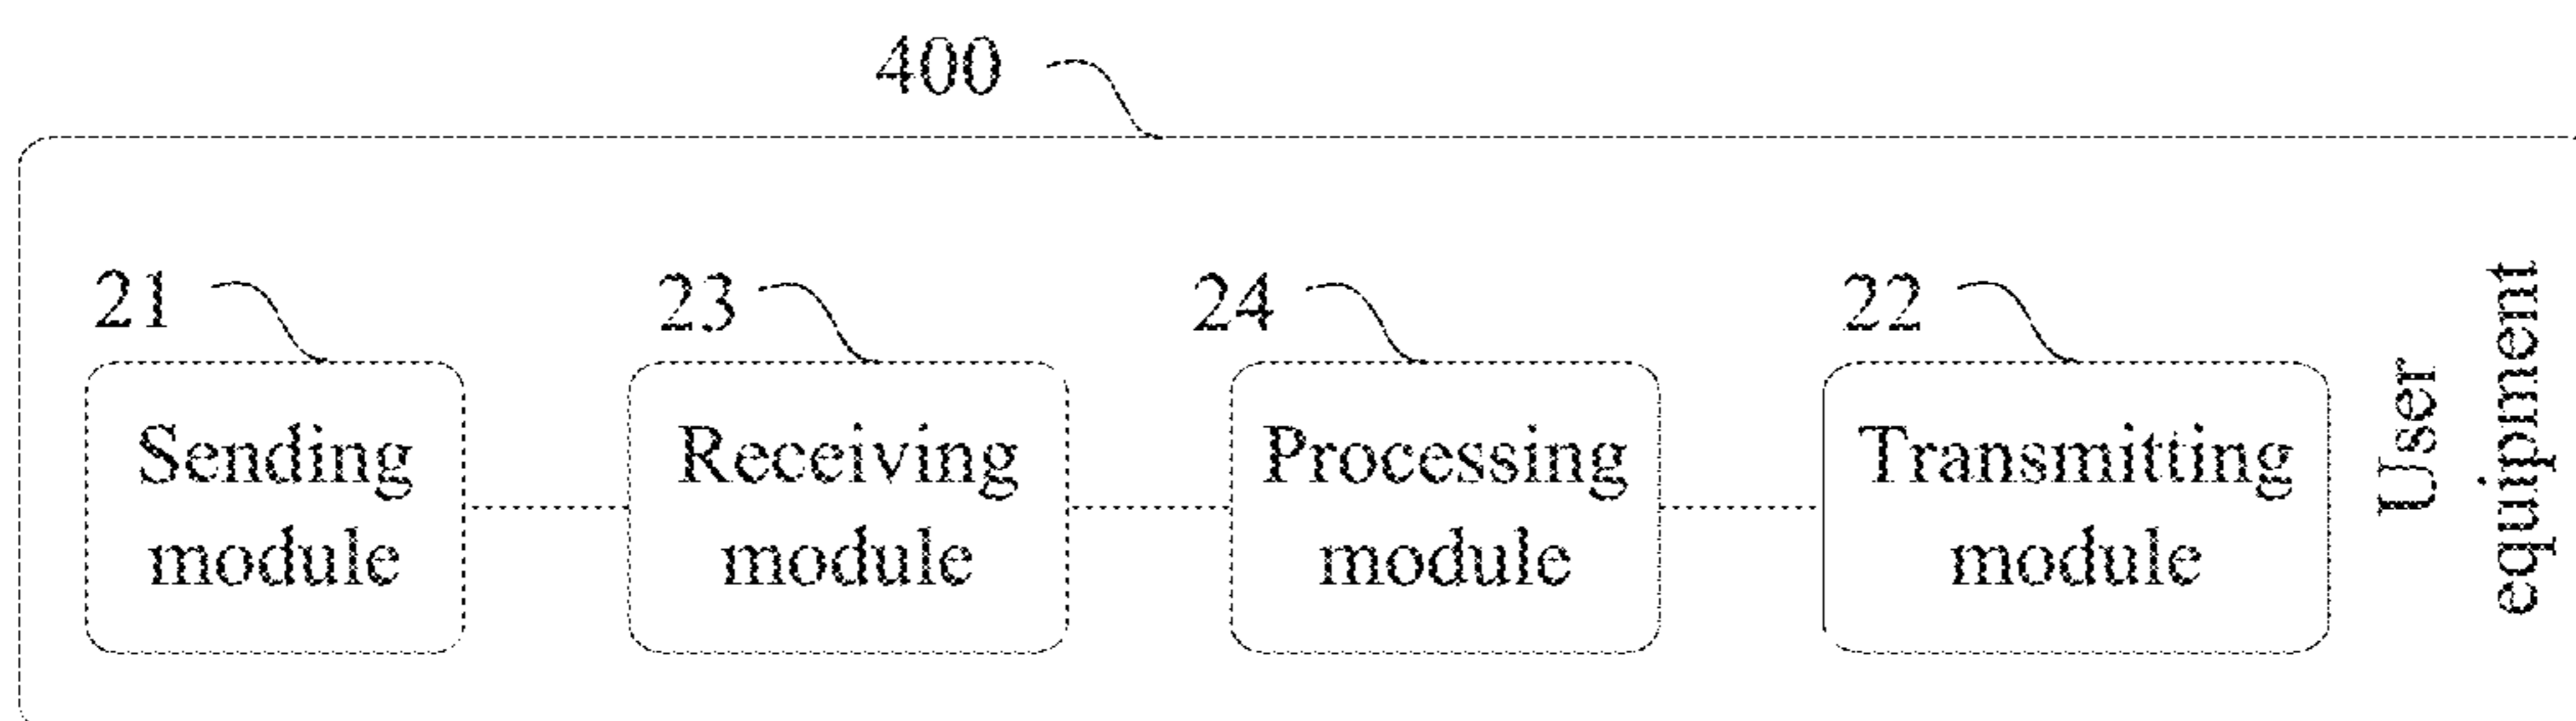 400
21
23
24
22
Sending
module
Receiving
module
Processing
module
Transmitting
module
User
equipment